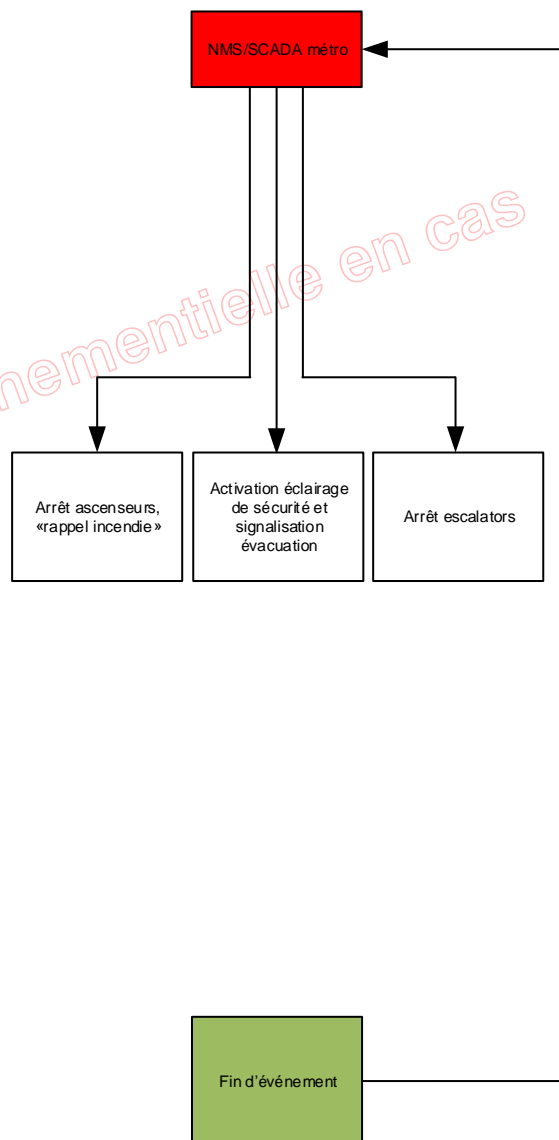 NMS/SCADA métro
nementielle en cas
Arrêt ascenseurs,
«rappel incendie»
Activation éclairage
de sécurité et
signalisation
évacuation
Arrêt escalators
Fin d'événement